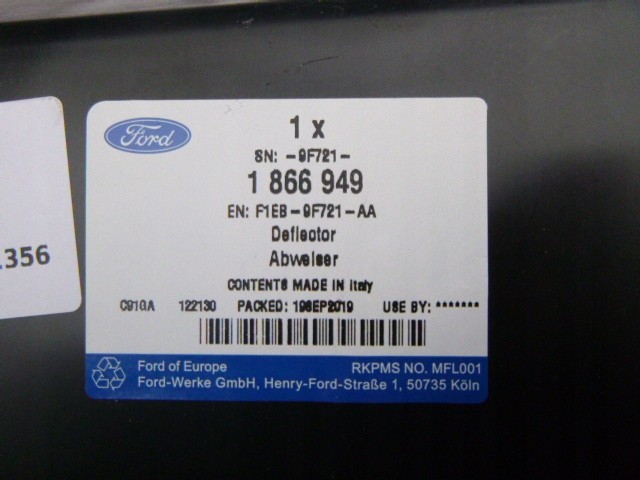 Ford
1 x
SN: -9F721-
1 866 949
EN: F1EB-9F721-AA
Deflector
Abweiser
CONTENTS MADE IN Italy
C91GA 122130 PACKED: 19SEP2019 USE BY: *******
Ford of Europe RKPMS NO. MFL001
Ford-Werke GmbH, Henry-Ford-Straße 1, 50735 Köln
356